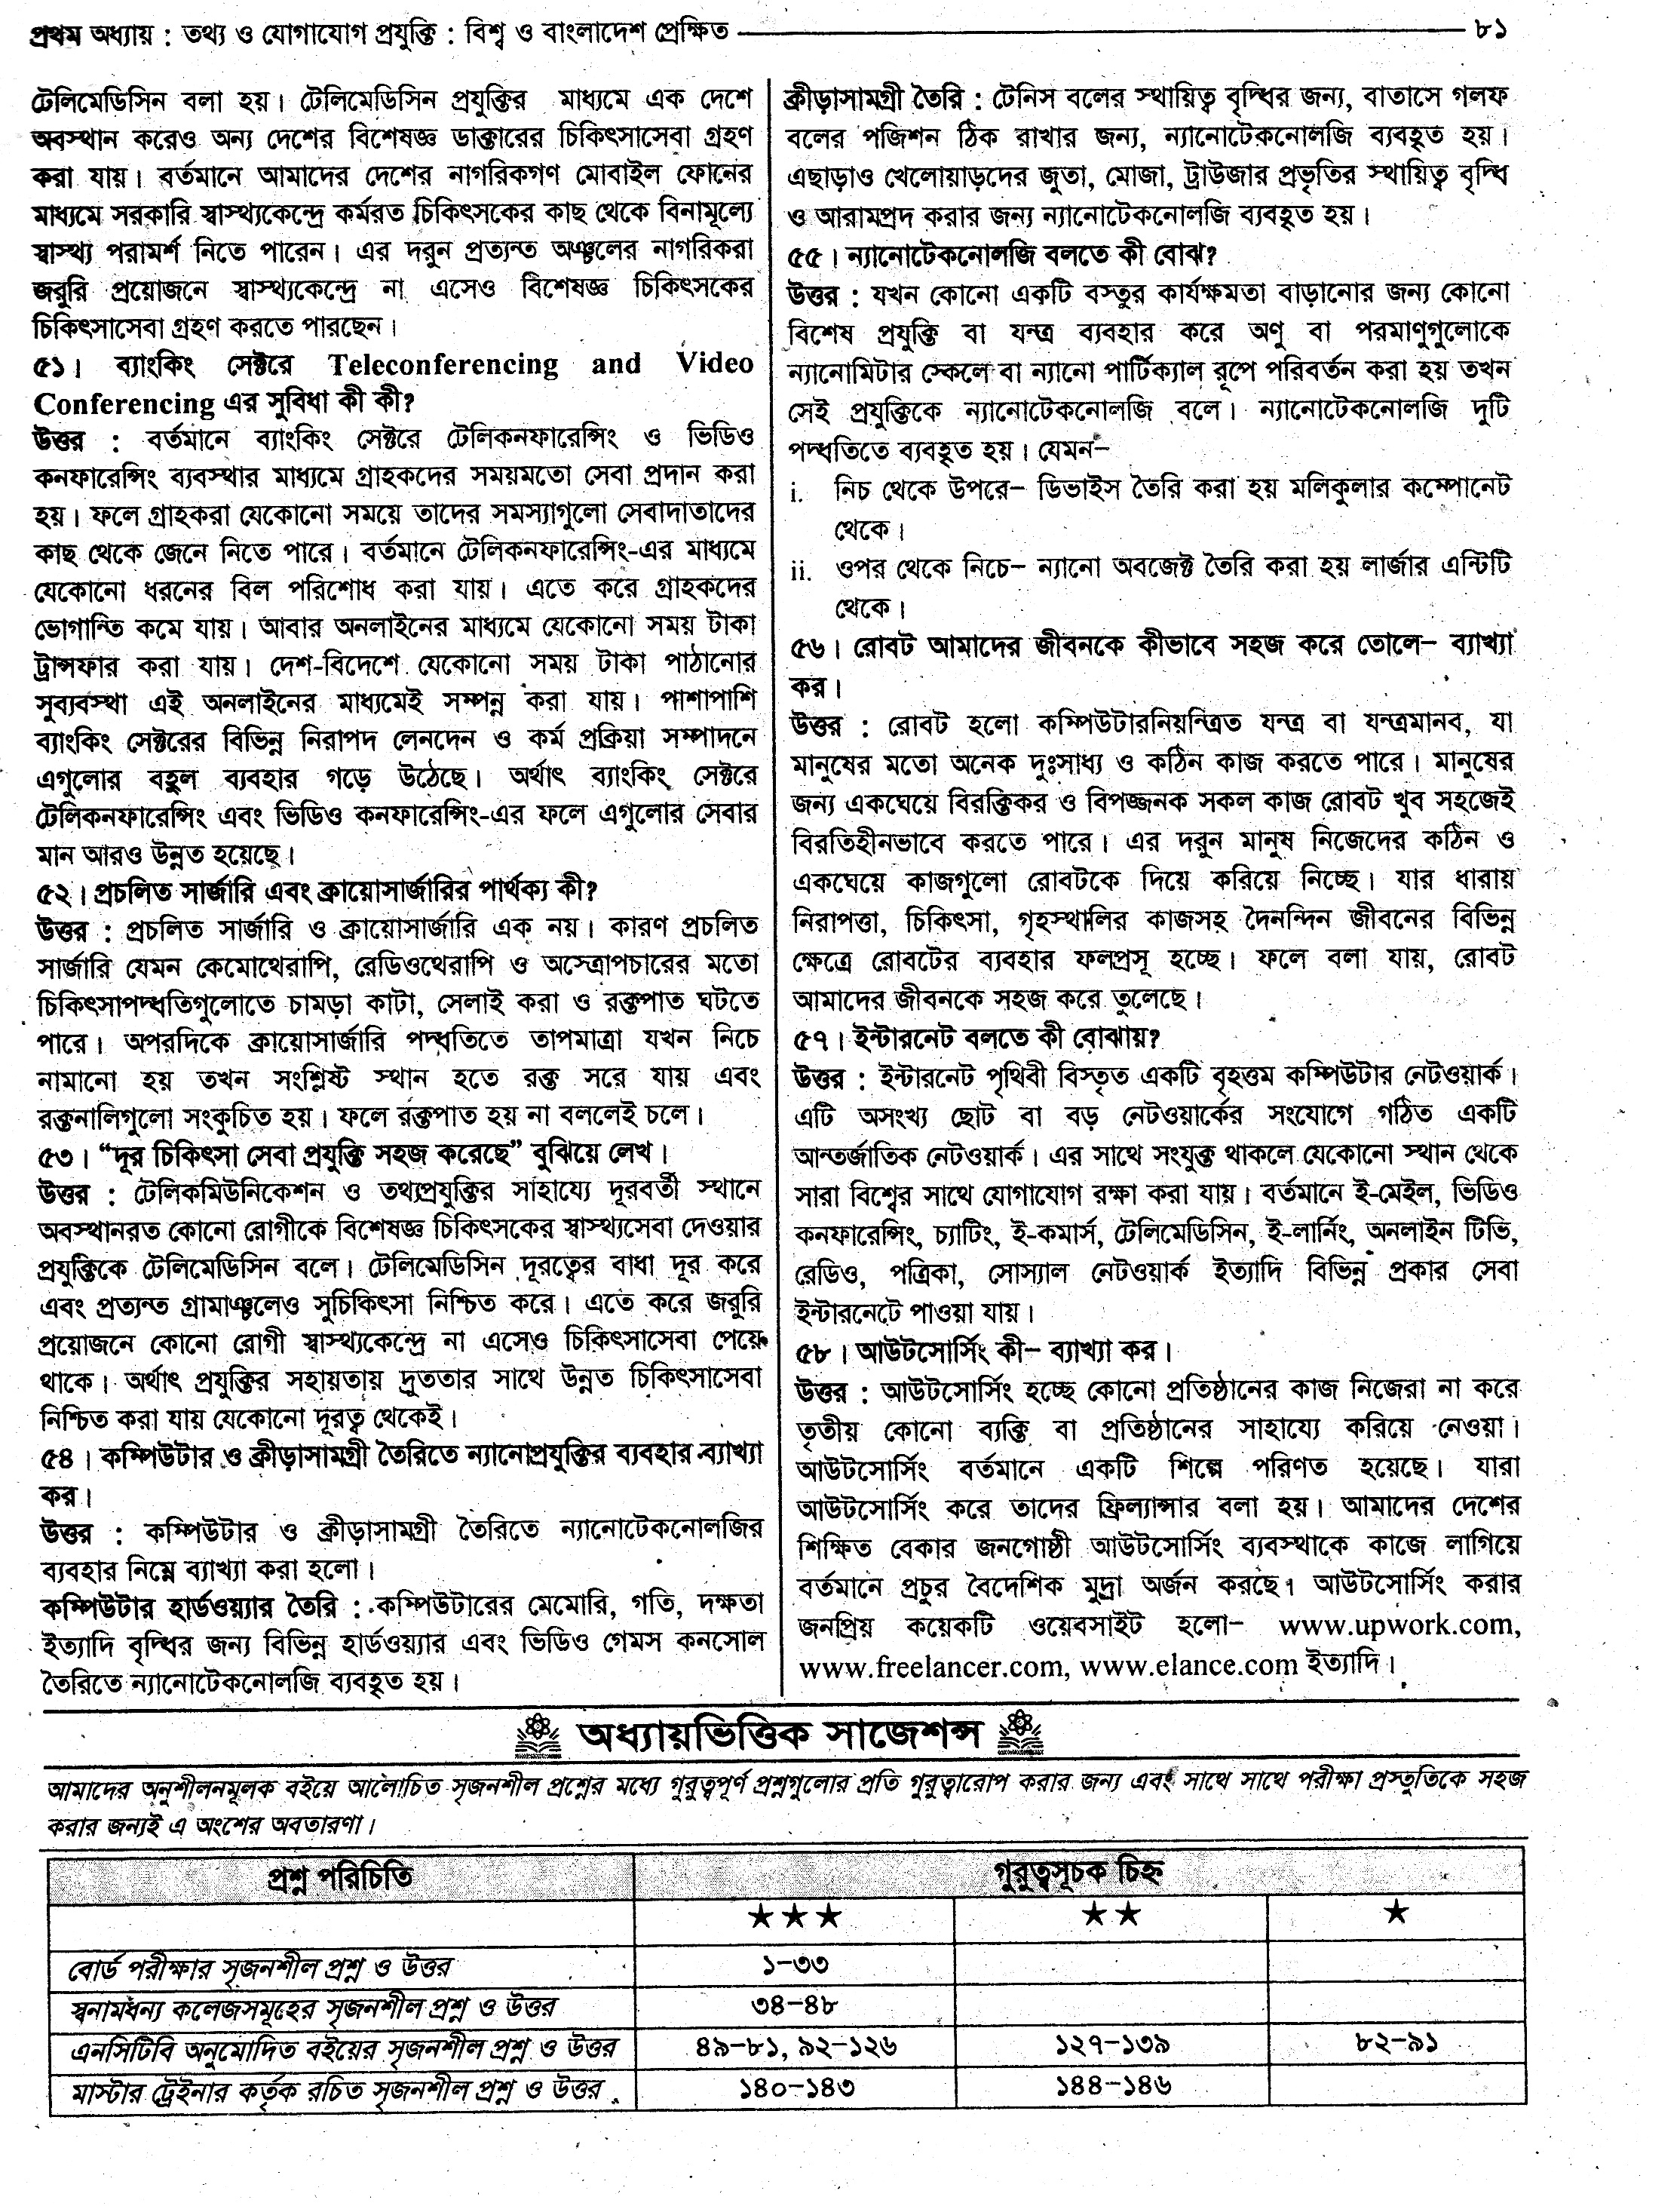 প্রথম অধ্যায় : তথ্য ও যোগাযোগ প্রযুক্তি : বিশ্ব ও বাংলাদেশ প্রেক্ষিত ৮১
টেলিমেডিসিন বলা হয়। টেলিমেডিসিন প্রযুক্তির মাধ্যমে এক দেশে
অবস্থান করেও অন্য দেশের বিশেষজ্ঞ ডাক্তারের চিকিৎসাসেবা গ্রহণ
করা যায়। বর্তমানে আমাদের দেশের নাগরিকগণ মোবাইল ফোনের
মাধ্যমে সরকারি স্বাস্থ্যকেন্দ্রে কর্মরত চিকিৎসকের কাছ থেকে বিনামূল্যে
স্বাস্থ্য পরামর্শ নিতে পারেন। এর দরুন প্রত্যন্ত অঞ্চলের নাগরিকরা
জরুরি প্রয়োজনে স্বাস্থ্যকেন্দ্রে না এসেও বিশেষজ্ঞ চিকিৎসকের
চিকিৎসাসেবা গ্রহণ করতে পারছেন।
৫১। ব্যাংকিং সেক্টরে Teleconferencing and Video
Conferencing এর সুবিধা কী কী?
উত্তর : বর্তমানে ব্যাংকিং সেক্টরে টেলিকনফারেন্সিং ও ভিডিও
কনফারেন্সিং ব্যবস্থার মাধ্যমে গ্রাহকদের সময়মতো সেবা প্রদান করা
হয়। ফলে গ্রাহকরা যেকোনো সময়ে তাদের সমস্যাগুলো সেবাদাতাদের
কাছ থেকে জেনে নিতে পারে। বর্তমানে টেলিকনফারেন্সিং-এর মাধ্যমে
যেকোনো ধরনের বিল পরিশোধ করা যায়। এতে করে গ্রাহকদের
ভোগান্তি কমে যায়। আবার অনলাইনের মাধ্যমে যেকোনো সময় টাকা
ট্রান্সফার করা যায়। দেশ-বিদেশে যেকোনো সময় টাকা পাঠানোর
সুব্যবস্থা এই অনলাইনের মাধ্যমেই সম্পন্ন করা যায়। পাশাপাশি
ব্যাংকিং সেক্টরের বিভিন্ন নিরাপদ লেনদেন ও কর্ম প্রক্রিয়া সম্পাদনে
এগুলোর বহুল ব্যবহার গড়ে উঠেছে। অর্থাৎ ব্যাংকিং সেক্টরে
টেলিকনফারেন্সিং এবং ভিডিও কনফারেন্সিং-এর ফলে এগুলোর সেবার
মান আরও উন্নত হয়েছে।
৫২। প্রচলিত সার্জারি এবং ক্রায়োসার্জারির পার্থক্য কী?
উত্তর : প্রচলিত সার্জারি ও ক্রায়োসার্জারি এক নয়। কারণ প্রচলিত
সার্জারি যেমন কেমোথেরাপি, রেডিওথেরাপি ও অস্ত্রোপচারের মতো
চিকিৎসাপদ্ধতিগুলোতে চামড়া কাটা, সেলাই করা ও রক্তপাত ঘটতে
পারে। অপরদিকে ক্রায়োসার্জারি পদ্ধতিতে তাপমাত্রা যখন নিচে
নামানো হয় তখন সংশ্লিষ্ট স্থান হতে রক্ত সরে যায় এবং
রক্তনালিগুলো সংকুচিত হয়। ফলে রক্তপাত হয় না বললেই চলে।
৫৩। “দূর চিকিৎসা সেবা প্রযুক্তি সহজ করেছে” বুঝিয়ে লেখ।
উত্তর : টেলিকমিউনিকেশন ও তথ্যপ্রযুক্তির সাহায্যে দূরবর্তী স্থানে
অবস্থানরত কোনো রোগীকে বিশেষজ্ঞ চিকিৎসকের স্বাস্থ্যসেবা দেওয়ার
প্রযুক্তিকে টেলিমেডিসিন বলে। টেলিমেডিসিন দূরত্বের বাধা দূর করে
এবং প্রত্যন্ত গ্রামাঞ্চলেও সুচিকিৎসা নিশ্চিত করে। এতে করে জরুরি
প্রয়োজনে কোনো রোগী স্বাস্থ্যকেন্দ্রে না এসেও চিকিৎসাসেবা পেয়ে
থাকে। অর্থাৎ প্রযুক্তির সহায়তায় দ্রুততার সাথে উন্নত চিকিৎসাসেবা
নিশ্চিত করা যায় যেকোনো দূরত্ব থেকেই।
৫৪। কম্পিউটার ও ক্রীড়াসামগ্রী তৈরিতে ন্যানোপ্রযুক্তির ব্যবহার ব্যাখ্যা
কর।
উত্তর : কম্পিউটার ও ক্রীড়াসামগ্রী তৈরিতে ন্যানোটেকনোলজির
ব্যবহার নিম্নে ব্যাখ্যা করা হলো।
কম্পিউটার হার্ডওয়্যার তৈরি : কম্পিউটারের মেমোরি, গতি, দক্ষতা
ইত্যাদি বৃদ্ধির জন্য বিভিন্ন হার্ডওয়্যার এবং ভিডিও গেমস কনসোল
তৈরিতে ন্যানোটেকনোলজি ব্যবহৃত হয়।
ক্রীড়াসামগ্রী তৈরি : টেনিস বলের স্থায়িত্ব বৃদ্ধির জন্য, বাতাসে গলফ
বলের পজিশন ঠিক রাখার জন্য, ন্যানোটেকনোলজি ব্যবহৃত হয়।
এছাড়াও খেলোয়াড়দের জুতা, মোজা, ট্রাউজার প্রভৃতির স্থায়িত্ব বৃদ্ধি
ও আরামপ্রদ করার জন্য ন্যানোটেকনোলজি ব্যবহৃত হয়।
৫৫। ন্যানোটেকনোলজি বলতে কী বোঝ?
উত্তর : যখন কোনো একটি বস্তুর কার্যক্ষমতা বাড়ানোর জন্য কোনো
বিশেষ প্রযুক্তি বা যন্ত্র ব্যবহার করে অণু বা পরমাণুগুলোকে
ন্যানোমিটার স্কেলে বা ন্যানো পার্টিক্যাল রূপে পরিবর্তন করা হয় তখন
সেই প্রযুক্তিকে ন্যানোটেকনোলজি বলে। ন্যানোটেকনোলজি দুটি
পদ্ধতিতে ব্যবহৃত হয়। যেমন–
i. নিচ থেকে উপরে– ডিভাইস তৈরি করা হয় মলিকুলার কম্পোনেট
থেকে।
ii. ওপর থেকে নিচে– ন্যানো অবজেক্ট তৈরি করা হয় লার্জার এন্টিটি
থেকে।
৫৬। রোবট আমাদের জীবনকে কীভাবে সহজ করে তোলে– ব্যাখ্যা
কর।
উত্তর : রোবট হলো কম্পিউটারনিয়ন্ত্রিত যন্ত্র বা যন্ত্রমানব, যা
মানুষের মতো অনেক দুঃসাধ্য ও কঠিন কাজ করতে পারে। মানুষের
জন্য একঘেয়ে বিরক্তিকর ও বিপজ্জনক সকল কাজ রোবট খুব সহজেই
বিরতিহীনভাবে করতে পারে। এর দরুন মানুষ নিজেদের কঠিন ও
একঘেয়ে কাজগুলো রোবটকে দিয়ে করিয়ে নিচ্ছে। যার ধারায়
নিরাপত্তা, চিকিৎসা, গৃহস্থালির কাজসহ দৈনন্দিন জীবনের বিভিন্ন
ক্ষেত্রে রোবটের ব্যবহার ফলপ্রসূ হচ্ছে। ফলে বলা যায়, রোবট
আমাদের জীবনকে সহজ করে তুলেছে।
৫৭। ইন্টারনেট বলতে কী বোঝায়?
উত্তর : ইন্টারনেট পৃথিবী বিস্তৃত একটি বৃহত্তম কম্পিউটার নেটওয়ার্ক।
এটি অসংখ্য ছোট বা বড় নেটওয়ার্কের সংযোগে গঠিত একটি
আন্তর্জাতিক নেটওয়ার্ক। এর সাথে সংযুক্ত থাকলে যেকোনো স্থান থেকে
সারা বিশ্বের সাথে যোগাযোগ রক্ষা করা যায়। বর্তমানে ই-মেইল, ভিডিও
কনফারেন্সিং, চ্যাটিং, ই-কমার্স, টেলিমেডিসিন, ই-লার্নিং, অনলাইন টিভি,
রেডিও, পত্রিকা, সোস্যাল নেটওয়ার্ক ইত্যাদি বিভিন্ন প্রকার সেবা
ইন্টারনেটে পাওয়া যায়।
৫৮। আউটসোর্সিং কী– ব্যাখ্যা কর।
উত্তর : আউটসোর্সিং হচ্ছে কোনো প্রতিষ্ঠানের কাজ নিজেরা না করে
তৃতীয় কোনো ব্যক্তি বা প্রতিষ্ঠানের সাহায্যে করিয়ে নেওয়া।
আউটসোর্সিং বর্তমানে একটি শিল্পে পরিণত হয়েছে। যারা
আউটসোর্সিং করে তাদের ফ্রিল্যান্সার বলা হয়। আমাদের দেশের
শিক্ষিত বেকার জনগোষ্ঠী আউটসোর্সিং ব্যবস্থাকে কাজে লাগিয়ে
বর্তমানে প্রচুর বৈদেশিক মুদ্রা অর্জন করছে। আউটসোর্সিং করার
জনপ্রিয় কয়েকটি ওয়েবসাইট হলো– www.upwork.com,
www.freelancer.com, www.elance.com ইত্যাদি।
অধ্যায়ভিত্তিক সাজেশন্স
আমাদের অনুশীলনমূলক বইয়ে আলোচিত সৃজনশীল প্রশ্নের মধ্যে গুরুত্বপূর্ণ প্রশ্নগুলোর প্রতি গুরুত্বারোপ করার জন্য এবং সাথে সাথে পরীক্ষা প্রস্তুতিকে সহজ
করার জন্যই এ অংশের অবতারণা।
প্রশ্ন পরিচিতি গুরুত্বসূচক চিহ্ন
★★★ ★★ ★
বোর্ড পরীক্ষার সৃজনশীল প্রশ্ন ও উত্তর ১–৩৩
স্বনামধন্য কলেজসমূহের সৃজনশীল প্রশ্ন ও উত্তর ৩৪–৪৮
এনসিটিবি অনুমোদিত বইয়ের সৃজনশীল প্রশ্ন ও উত্তর ৪৯–৮১, ৯২–১২৬ ১২৭–১৩৯ ৮২–৯১
মাস্টার ট্রেইনার কর্তৃক রচিত সৃজনশীল প্রশ্ন ও উত্তর ১৪০–১৪৩ ১৪৪–১৪৬